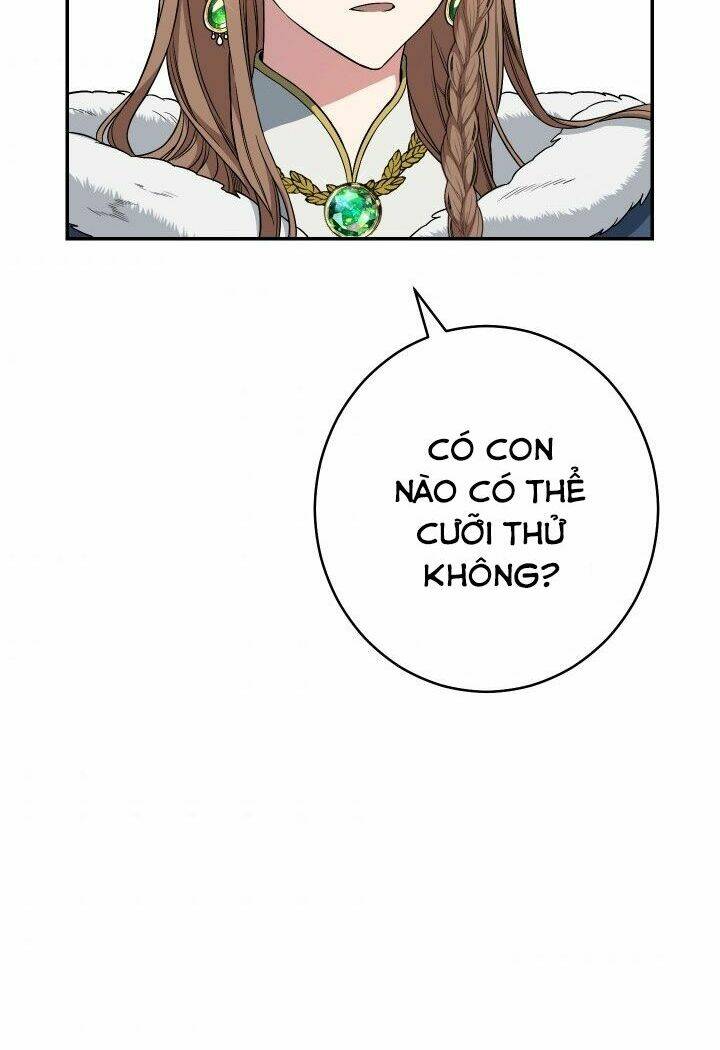 CÓ CON
NÀO CÓ THỂ
CƯỠI THỬ
KHÔNG?